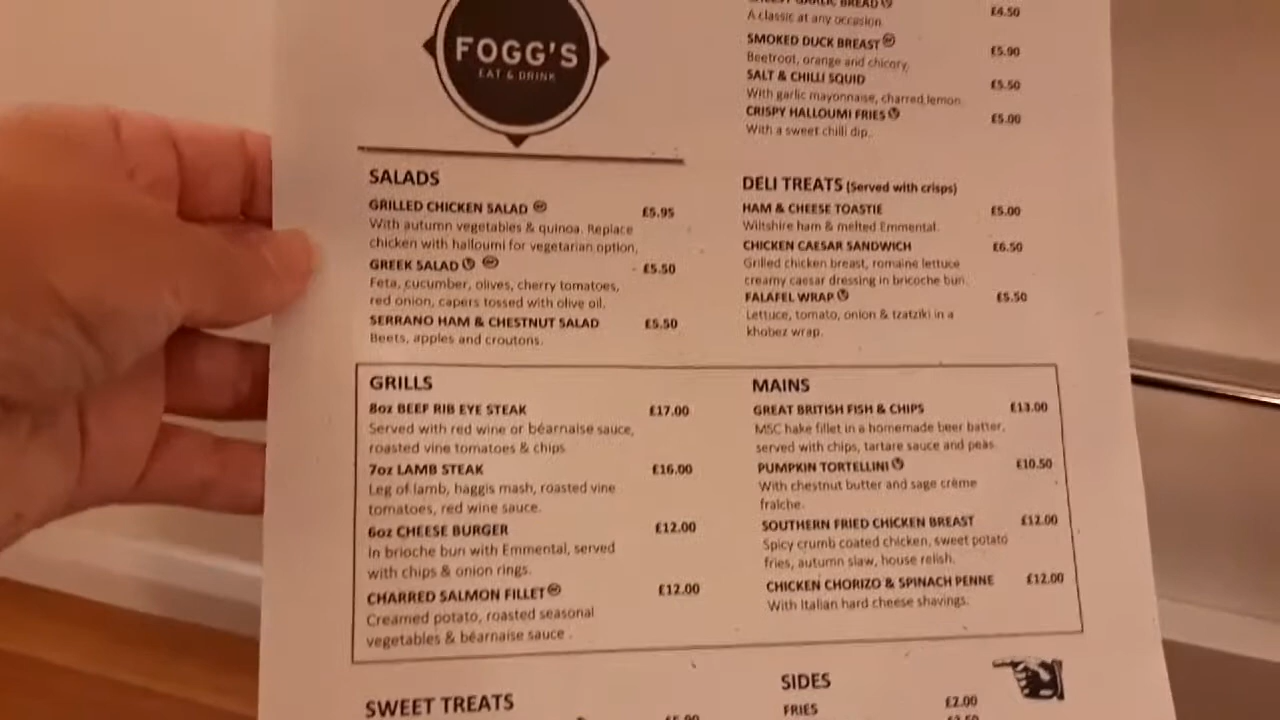 FOGG'S
EAT & DRINK
SALADS
GRILLED CHICKEN SALAD £5.95
With autumn vegetables & quinoa. Replace
chicken with halloumi for vegetarian option.
GREEK SALAD £5.50
Feta, cucumber, olives, cherry tomatoes,
red onion, capers tossed with olive oil.
SERRANO HAM & CHESTNUT SALAD £5.50
Beets, apples and croutons.
GARLIC BREAD £4.50
A classic at any occasion.
SMOKED DUCK BREAST £5.90
Beetroot, orange and chicory.
SALT & CHILLI SQUID £5.50
With garlic mayonnaise, charred lemon.
CRISPY HALLOUMI FRIES £5.00
With a sweet chilli dip.
DELI TREATS (Served with crisps)
HAM & CHEESE TOASTIE £5.00
Wiltshire ham & melted Emmental.
CHICKEN CAESAR SANDWICH £6.50
Grilled chicken breast, romaine lettuce
creamy caesar dressing in bricoche bun.
FALAFEL WRAP £5.50
Lettuce, tomato, onion & tzatziki in a
khobez wrap.
GRILLS
8oz BEEF RIB EYE STEAK £17.00
Served with red wine or béarnaise sauce,
roasted vine tomatoes & chips
7oz LAMB STEAK £16.00
Leg of lamb, haggis mash, roasted vine
tomatoes, red wine sauce.
6oz CHEESE BURGER £12.00
In brioche bun with Emmental, served
with chips & onion rings.
CHARRED SALMON FILLET £12.00
Creamed potato, roasted seasonal
vegetables & béarnaise sauce .
MAINS
GREAT BRITISH FISH & CHIPS £13.00
MSC hake fillet in a homemade beer batter,
served with chips, tartare sauce and peas.
PUMPKIN TORTELLINI £10.50
With chestnut butter and sage crème
fraîche.
SOUTHERN FRIED CHICKEN BREAST £12.00
Spicy crumb coated chicken, sweet potato
fries, autumn slaw, house relish.
CHICKEN CHORIZO & SPINACH PENNE £12.00
With Italian hard cheese shavings.
SWEET TREATS
SIDES
FRIES £2.00